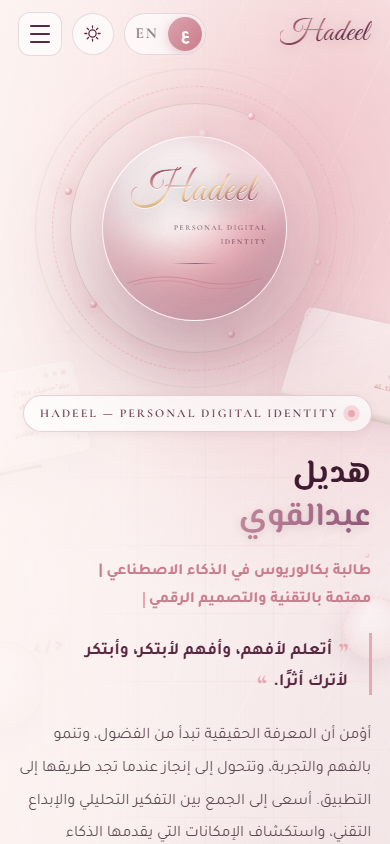 Hadeel
EN ع
Hadeel
PERSONAL DIGITAL
IDENTITY
HADEEL — PERSONAL DIGITAL IDENTITY
هديل
عبدالقوي
طالبة بكالوريوس في الذكاء الاصطناعي |
مهتمة بالتقنية والتصميم الرقمي |
” أتعلم لأفهم، وأفهم لأبتكر، وأبتكر
لأترك أثرًا. “
أؤمن أن المعرفة الحقيقية تبدأ من الفضول، وتنمو
بالفهم والتجربة، وتتحول إلى إنجاز عندما تجد طريقها إلى
التطبيق. أسعى إلى الجمع بين التفكير التحليلي والإبداع
التقني، واستكشاف الإمكانات التي يقدمها الذكاء